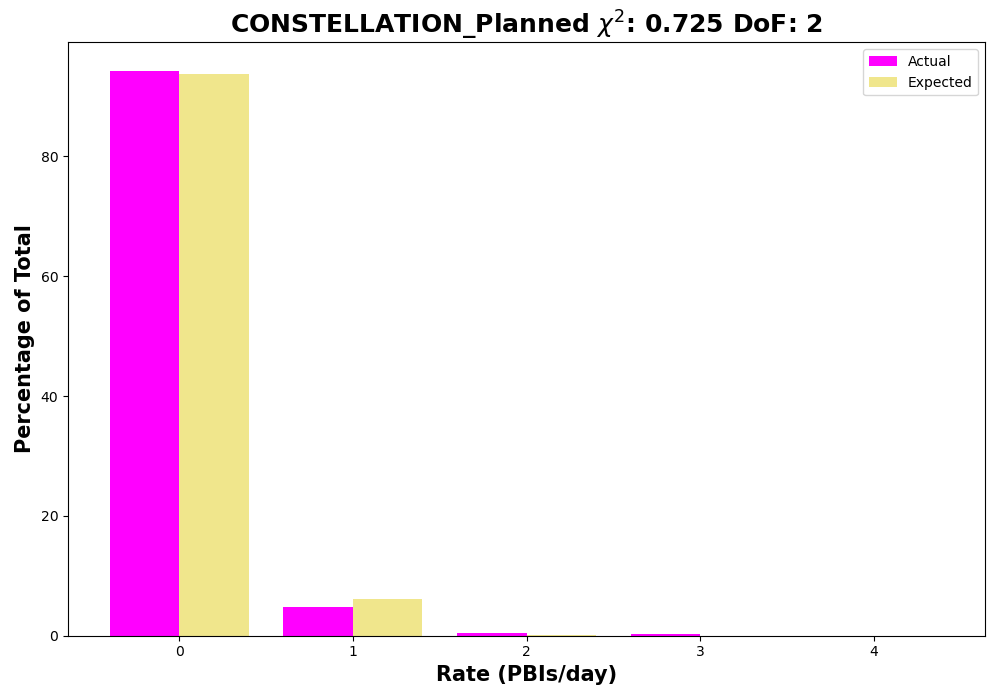 CONSTELLATION_Planned χ²: 0.725 DoF: 2
Actual
Expected
Percentage of Total
80
60
40
20
0
0 1 2 3 4
Rate (PBIs/day)